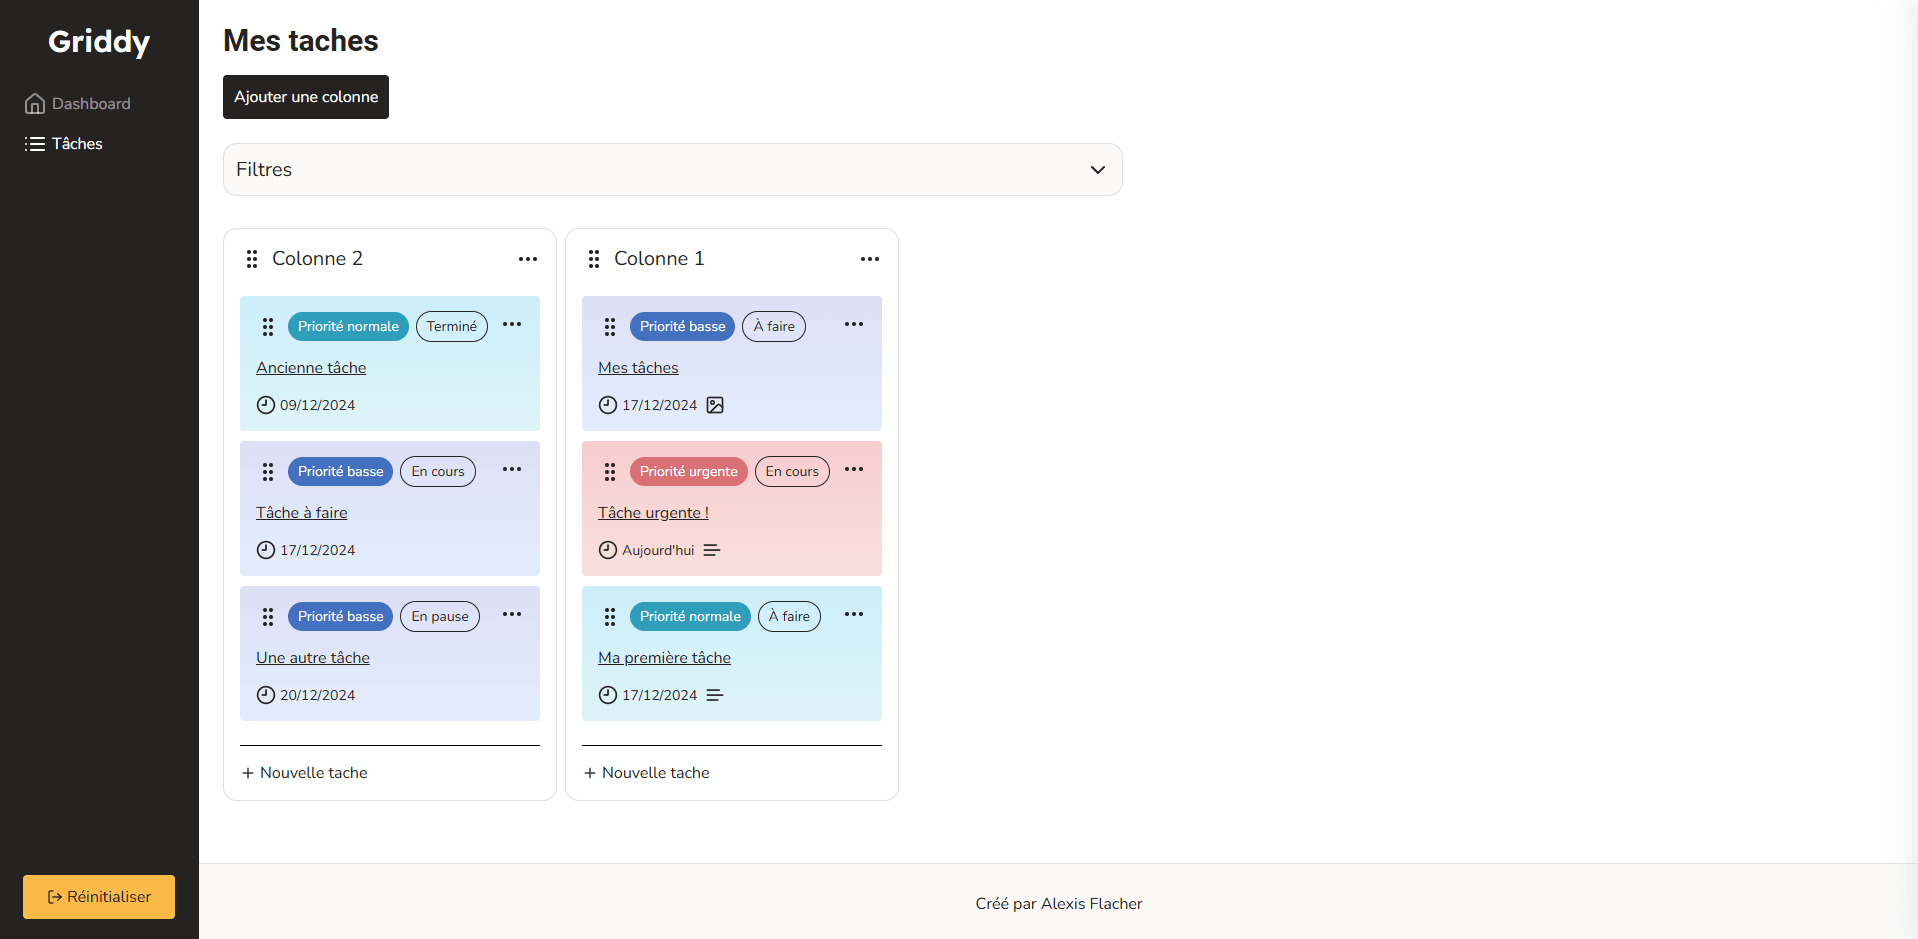 Griddy
Dashboard
Tâches
Réinitialiser
Mes taches
Ajouter une colonne
Filtres
Colonne 2
Priorité normale Terminé
Ancienne tâche
09/12/2024
Priorité basse En cours
Tâche à faire
17/12/2024
Priorité basse En pause
Une autre tâche
20/12/2024
+ Nouvelle tache
Colonne 1
Priorité basse À faire
Mes tâches
17/12/2024
Priorité urgente En cours
Tâche urgente !
Aujourd'hui
Priorité normale À faire
Ma première tâche
17/12/2024
+ Nouvelle tache
Créé par Alexis Flacher